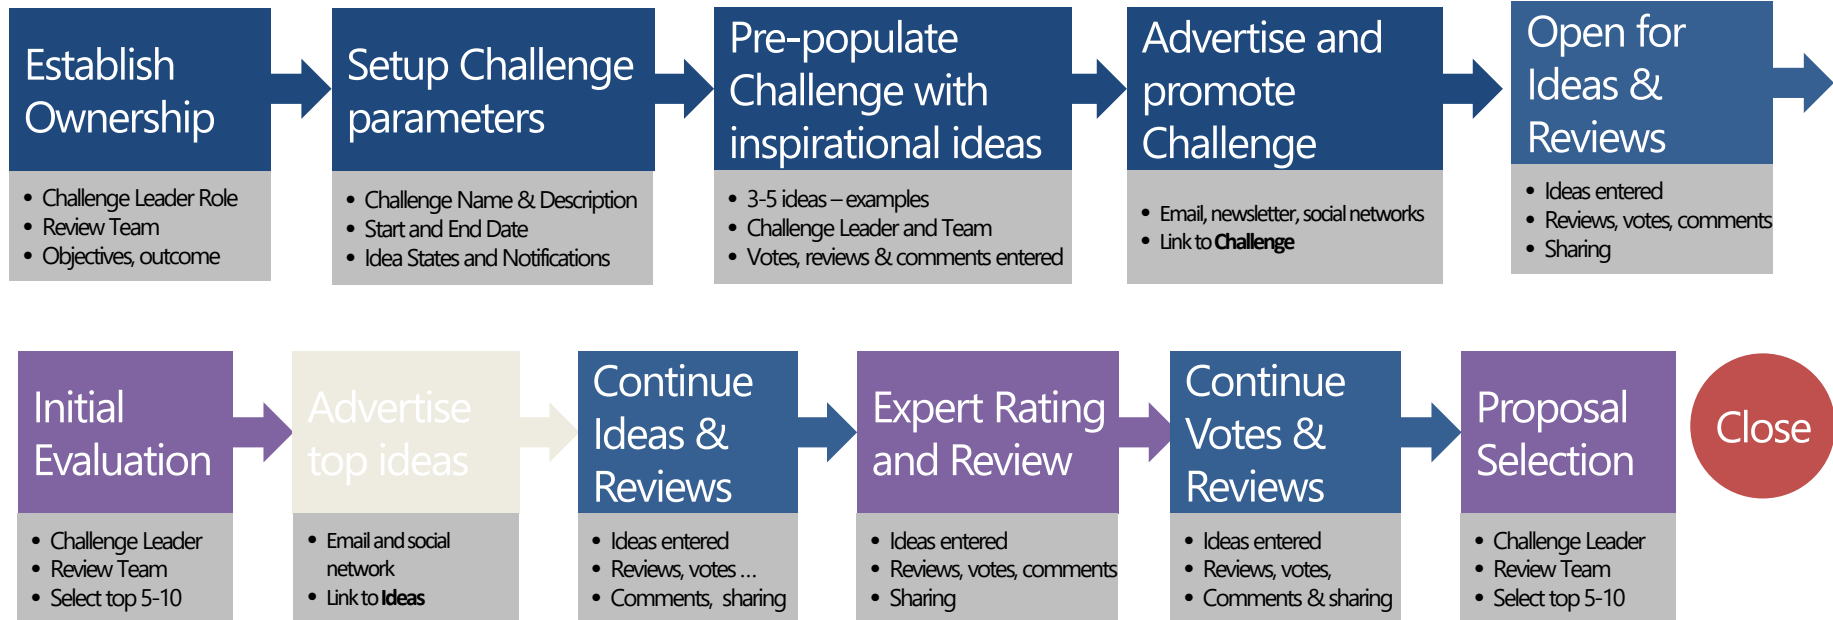 Establish
Ownership
• Challenge Leader Role
• Review Team
• Objectives, outcome
Setup Challenge
parameters
• Challenge Name & Description
• Start and End Date
• Idea States and Notifications
Pre-populate
Challenge with
inspirational ideas
• 3-5 ideas – examples
• Challenge Leader and Team
• Votes, reviews & comments entered
Advertise and
promote
Challenge
• Email, newsletter, social networks
• Link to Challenge
Open for
Ideas &
Reviews
• Ideas entered
• Reviews, votes, comments
• Sharing
Initial
Evaluation
• Challenge Leader
• Review Team
• Select top 5-10
Advertise
top ideas
• Email and social
network
• Link to Ideas
Continue
Ideas &
Reviews
• Ideas entered
• Reviews, votes ...
• Comments, sharing
Expert Rating
and Review
• Ideas entered
• Reviews, votes, comments
• Sharing
Continue
Votes &
Reviews
• Ideas entered
• Reviews, votes,
• Comments & sharing
Proposal
Selection
• Challenge Leader
• Review Team
• Select top 5-10
Close